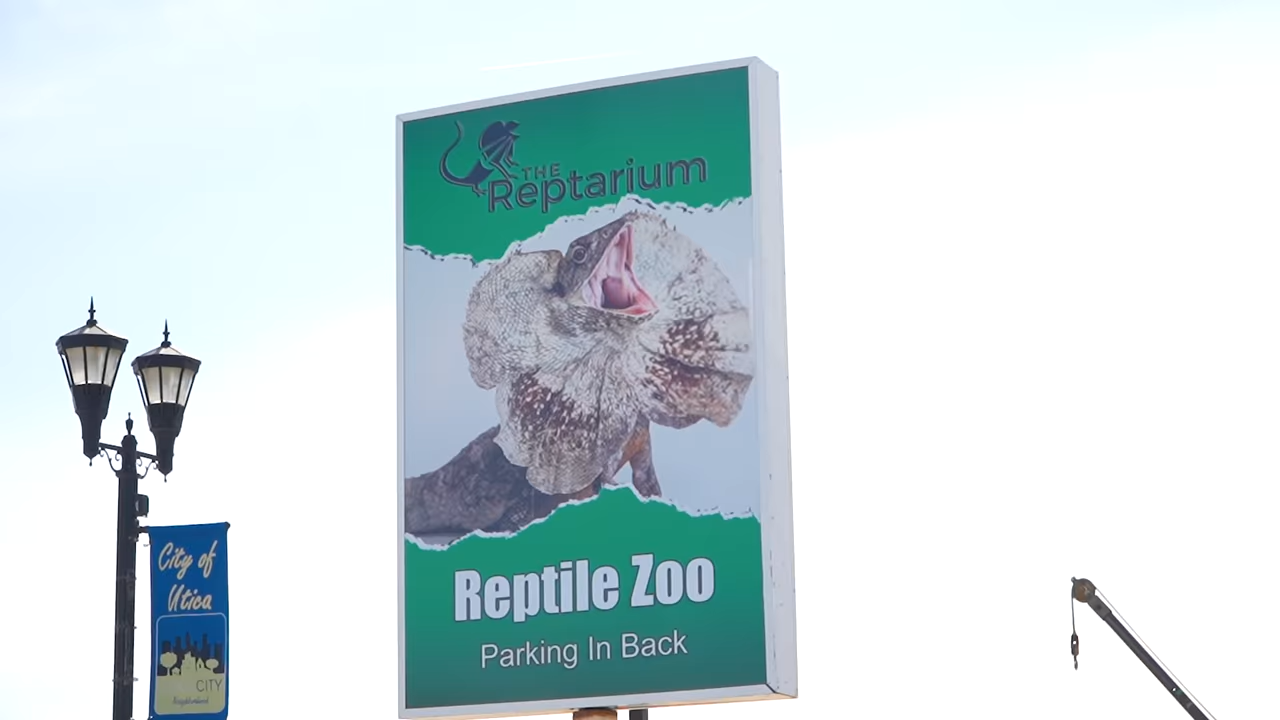 THE
Reptarium
Reptile Zoo
Parking In Back
City of
Utica
CITY